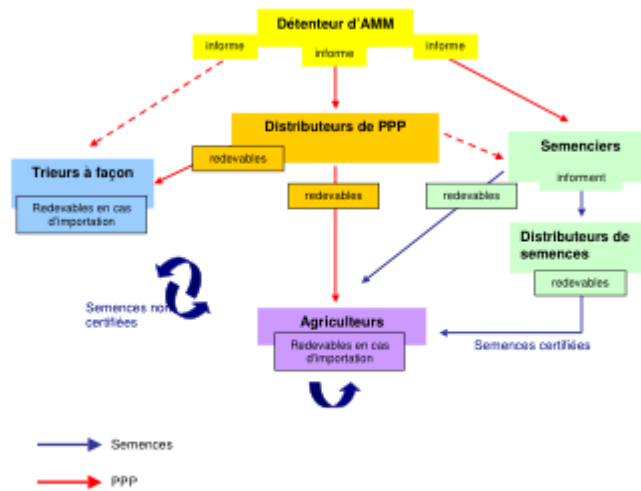 Détenteur d'AMM
informe
informe
informe
Distributeurs de PPP
redevables
redevables
Semenciers
informent
redevables
Trieurs à façon
Redevables en cas
d'importation
Distributeurs de
semences
redevables
Semences non
certifiées
Agriculteurs
Redevables en cas
d'importation
Semences certifiées
Semences
PPP